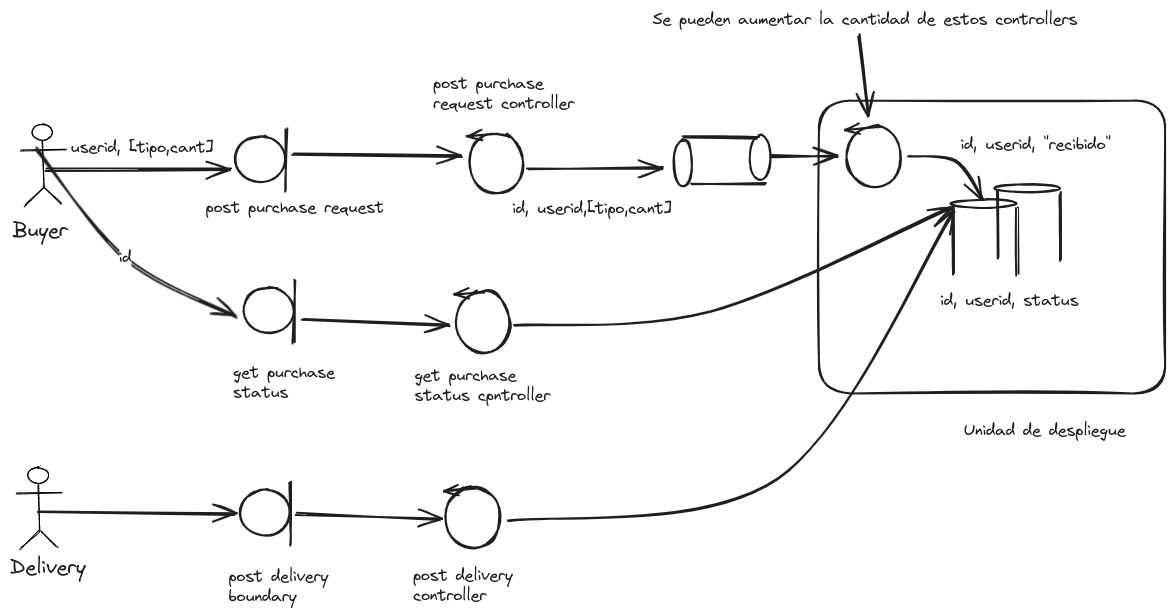 Se pueden aumentar la cantidad de estos controllers
post purchase
request controller
userid, [tipo,cant]
id, userid, "recibido"
post purchase request
id, userid,[tipo,cant]
Buyer
id
id, userid, status
get purchase
status
get purchase
status cpntroller
Unidad de despliegue
Delivery
post delivery
boundary
post delivery
controller